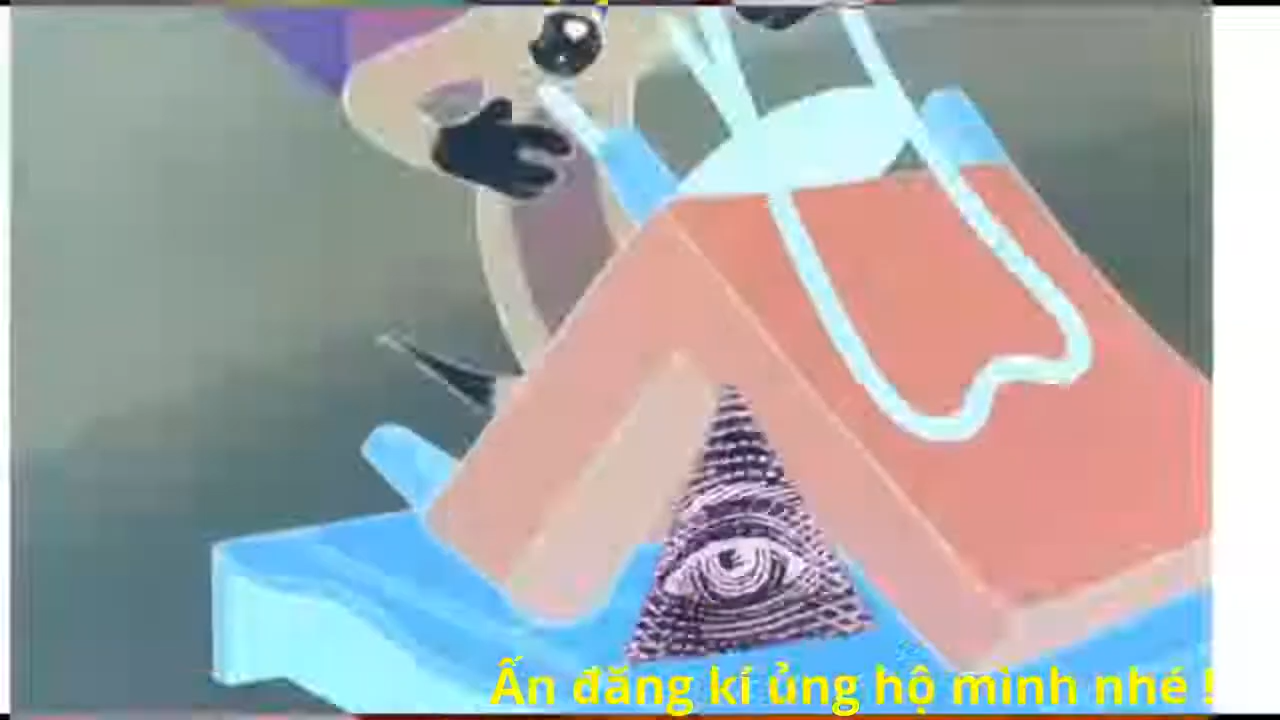 Ấn đăng kí ủng hộ mình nhé !